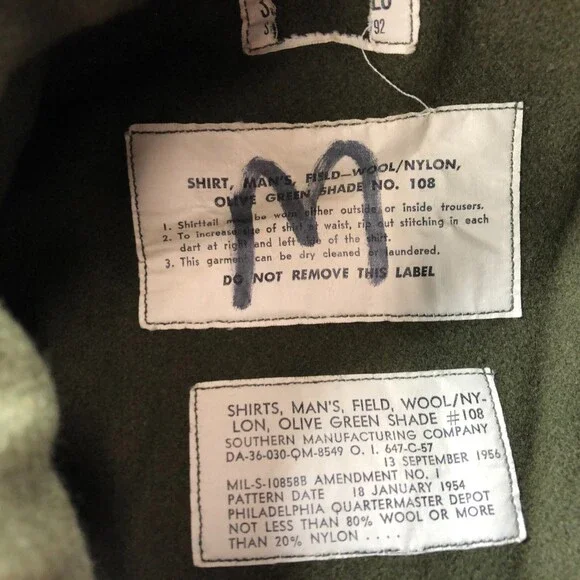 92
SHIRT, MAN'S, FIELD—WOOL/NYLON,
OLIVE GREEN SHADE NO. 108
1. Shirttail may be worn either outside or inside trousers.
2. To increase size of shirt at waist, rip out stitching in each
dart at right and left side of the shirt.
3. This garment can be dry cleaned or laundered.
DO NOT REMOVE THIS LABEL
M
SHIRTS, MAN'S, FIELD, WOOL/NY-
LON, OLIVE GREEN SHADE #108
SOUTHERN MANUFACTURING COMPANY
DA-36-030-QM-8549 O. I. 647-C-57
13 SEPTEMBER 1956
MIL-S-10858B AMENDMENT NO. 1
PATTERN DATE 18 JANUARY 1954
PHILADELPHIA QUARTERMASTER DEPOT
NOT LESS THAN 80% WOOL OR MORE
THAN 20% NYLON . . . .